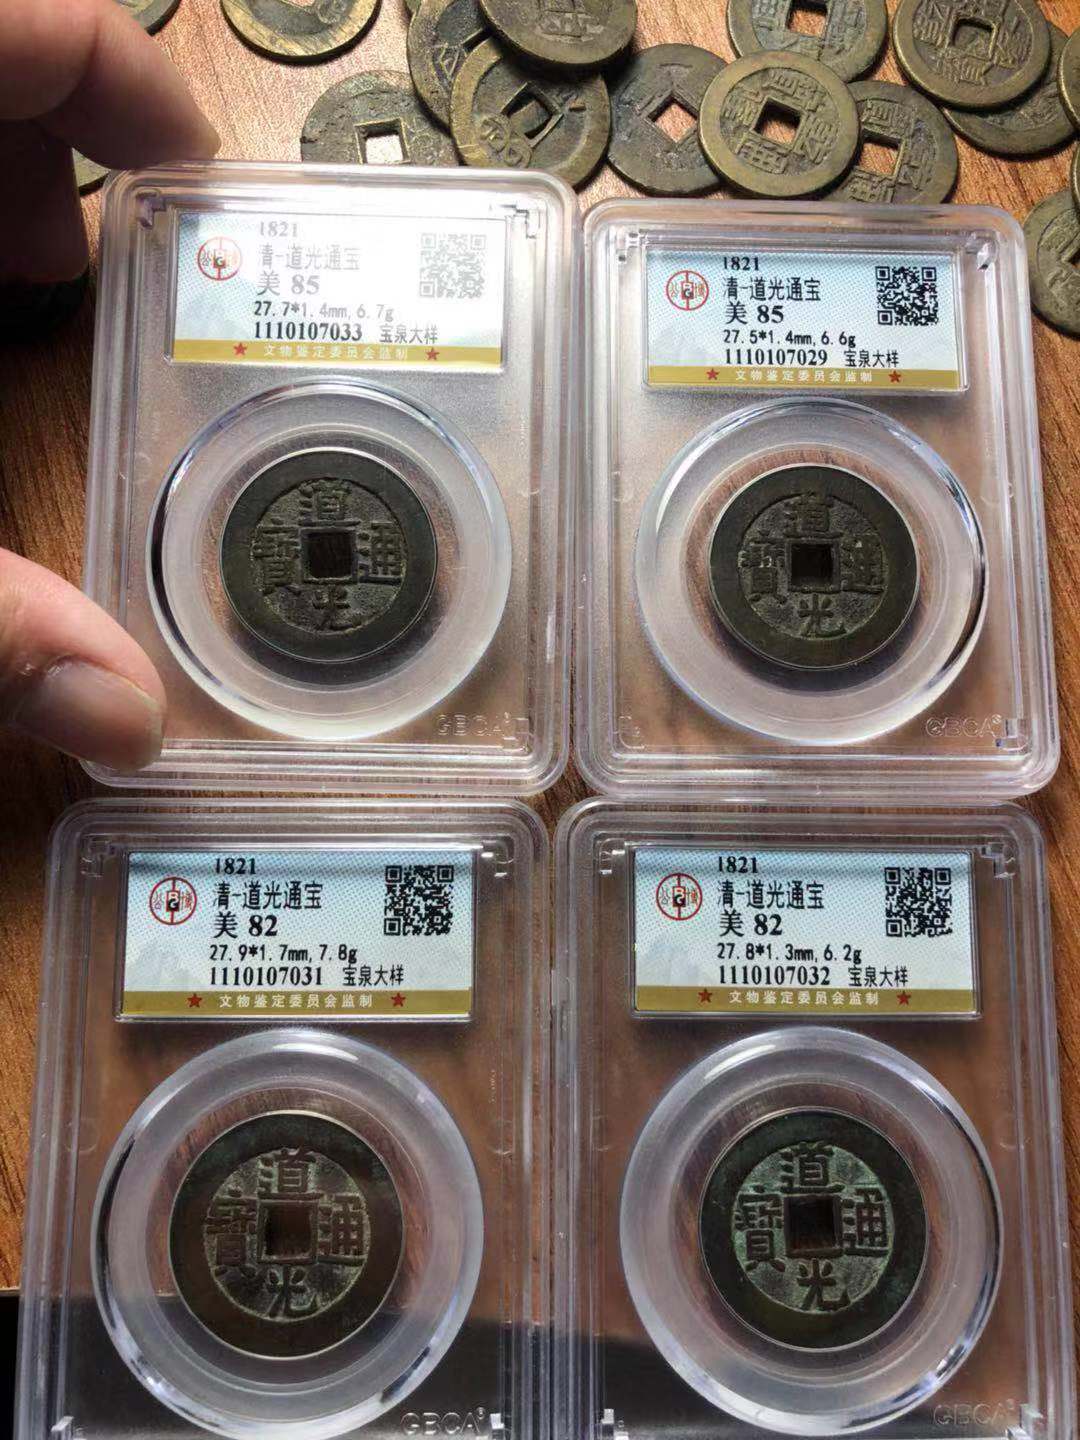 1821
清-道光通宝
美 85
27.7*1.4mm, 6.7g
1110107033 宝泉大样
★ 文物鉴定委员会监制 ★
道光通寳
GBCA
1821
清-道光通宝
美 85
27.5*1.4mm, 6.6g
1110107029 宝泉大样
★ 文物鉴定委员会监制 ★
道光通寳
GBCA
1821
清-道光通宝
美 82
27.9*1.7mm, 7.8g
1110107031 宝泉大样
★ 文物鉴定委员会监制 ★
道光通寳
GBCA
1821
清-道光通宝
美 82
27.8*1.3mm, 6.2g
1110107032 宝泉大样
★ 文物鉴定委员会监制 ★
道光通寳
GBCA